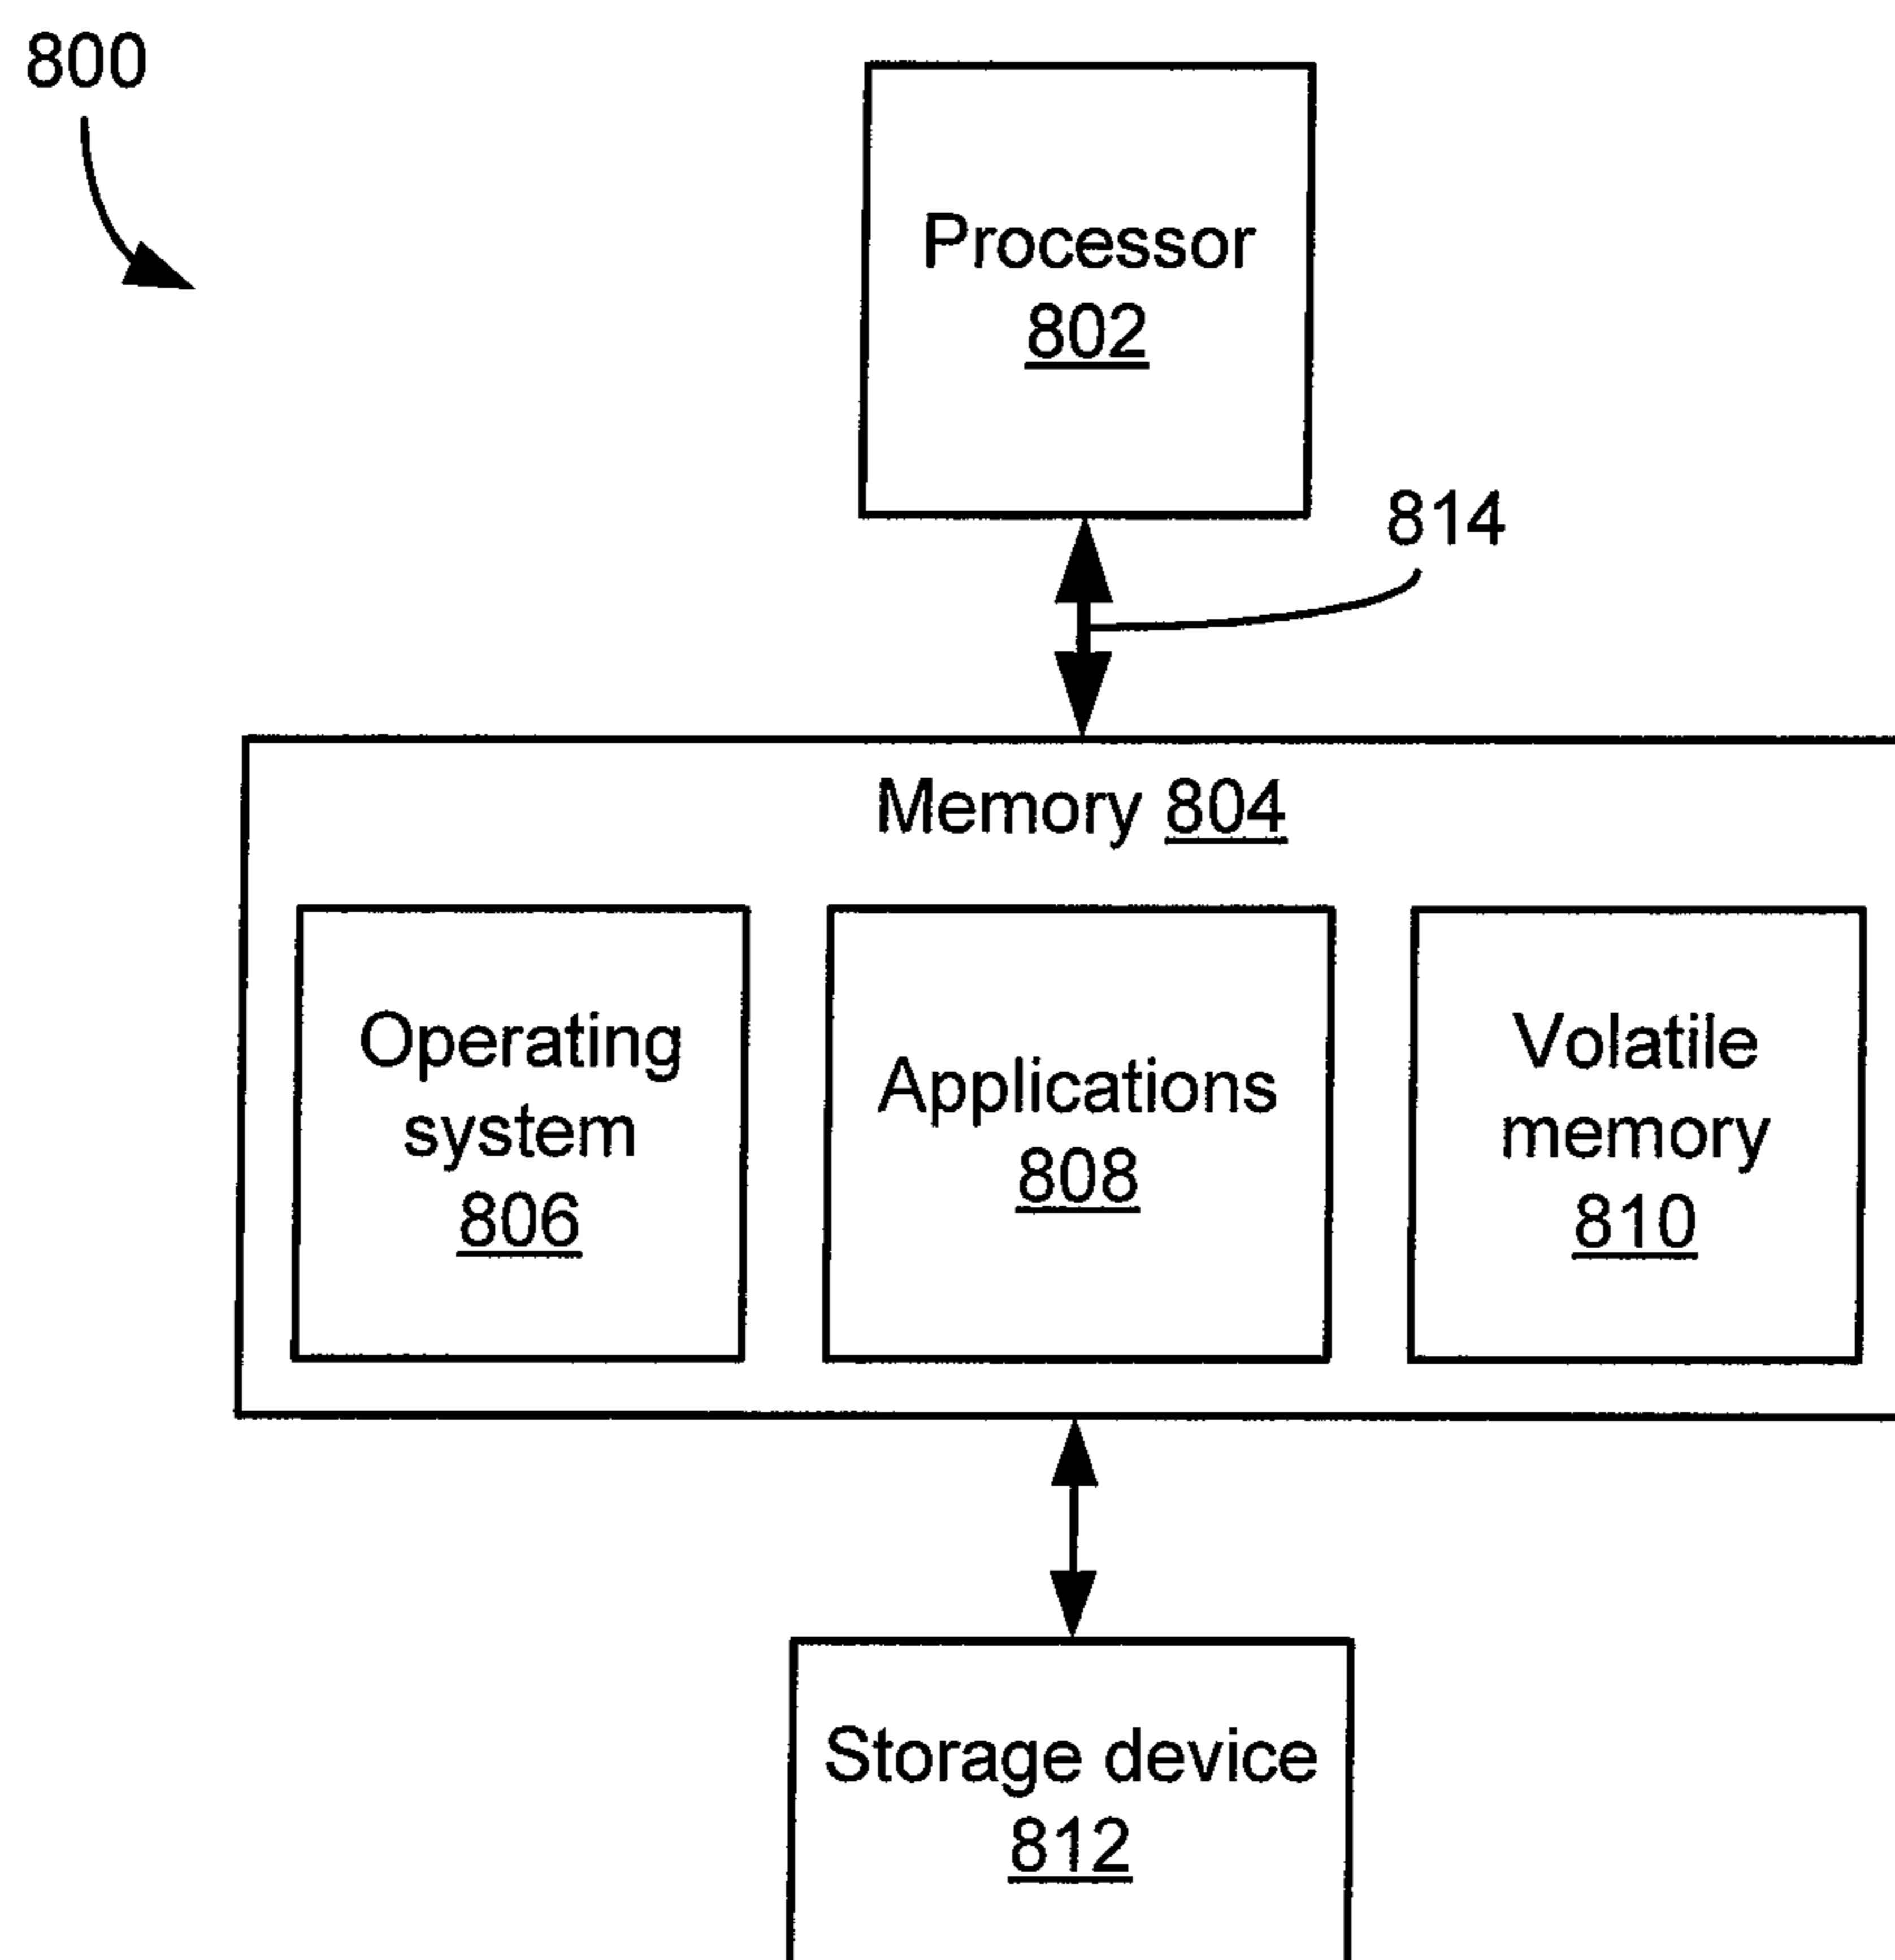 800
Processor
802
814
Memory 804
Operating
system
806
Applications
808
Volatile
memory
810
Storage device
812